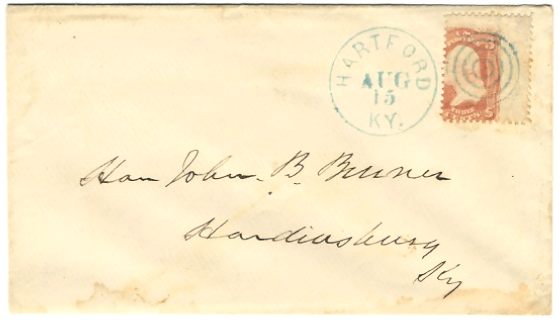 HARTFORD
AUG
15
KY.
Hon John. B. Bruner
Hardinsburg
Ky